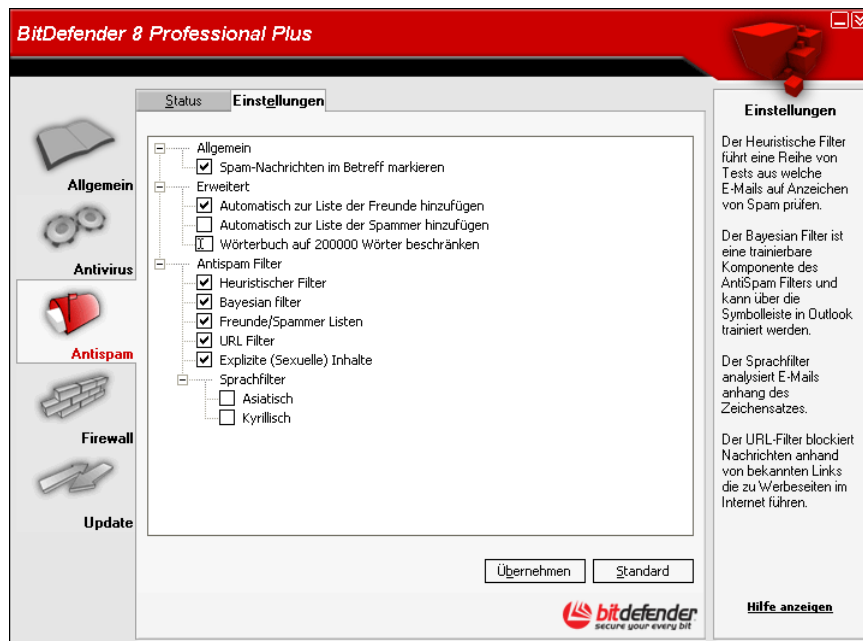 BitDefender 8 Professional Plus
Status
Einstellungen
Allgemein
Antivirus
Antispam
Firewall
Update
Allgemein
Spam-Nachrichten im Betreff markieren
Erweitert
Automatisch zur Liste der Freunde hinzufügen
Automatisch zur Liste der Spammer hinzufügen
Wörterbuch auf 200000 Wörter beschränken
Antispam Filter
Heuristischer Filter
Bayesian filter
Freunde/Spammer Listen
URL Filter
Explizite (Sexuelle) Inhalte
Sprachfilter
Asiatisch
Kyrillisch
Übernehmen
Standard
bitdefender
secure your every bit
Einstellungen
Der Heuristische Filter
führt eine Reihe von
Tests aus welche
E-Mails auf Anzeichen
von Spam prüfen.
Der Bayesian Filter ist
eine trainierbare
Komponente des
AntiSpam Filters und
kann über die
Symbolleiste in Outlook
trainiert werden.
Der Sprachfilter
analysiert E-Mails
anhang des
Zeichensatzes.
Der URL-Filter blockiert
Nachrichten anhand
von bekannten Links
die zu Werbeseiten im
Internet führen.
Hilfe anzeigen